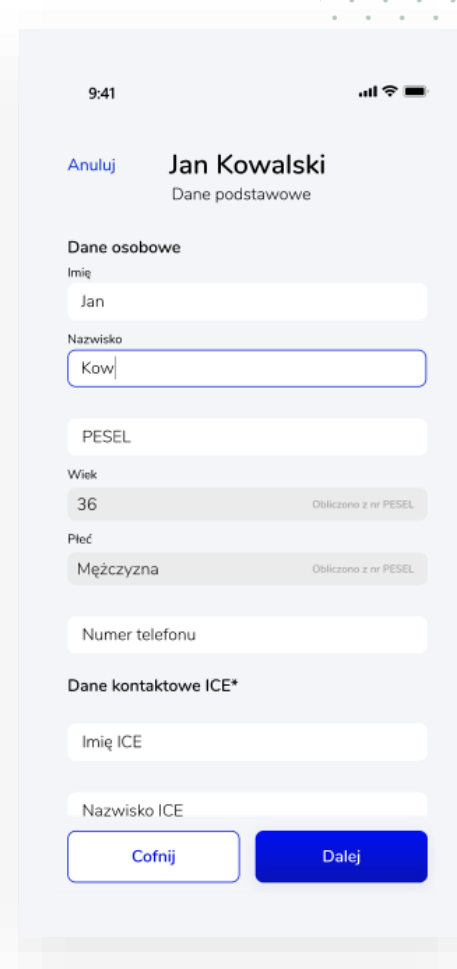 9:41
Anuluj
Jan Kowalski
Dane podstawowe
Dane osobowe
Imię
Jan
Nazwisko
Kow
PESEL
Wiek
36 Obliczono z nr PESEL
Płeć
Mężczyzna Obliczono z nr PESEL
Numer telefonu
Dane kontaktowe ICE*
Imię ICE
Nazwisko ICE
Cofnij Dalej